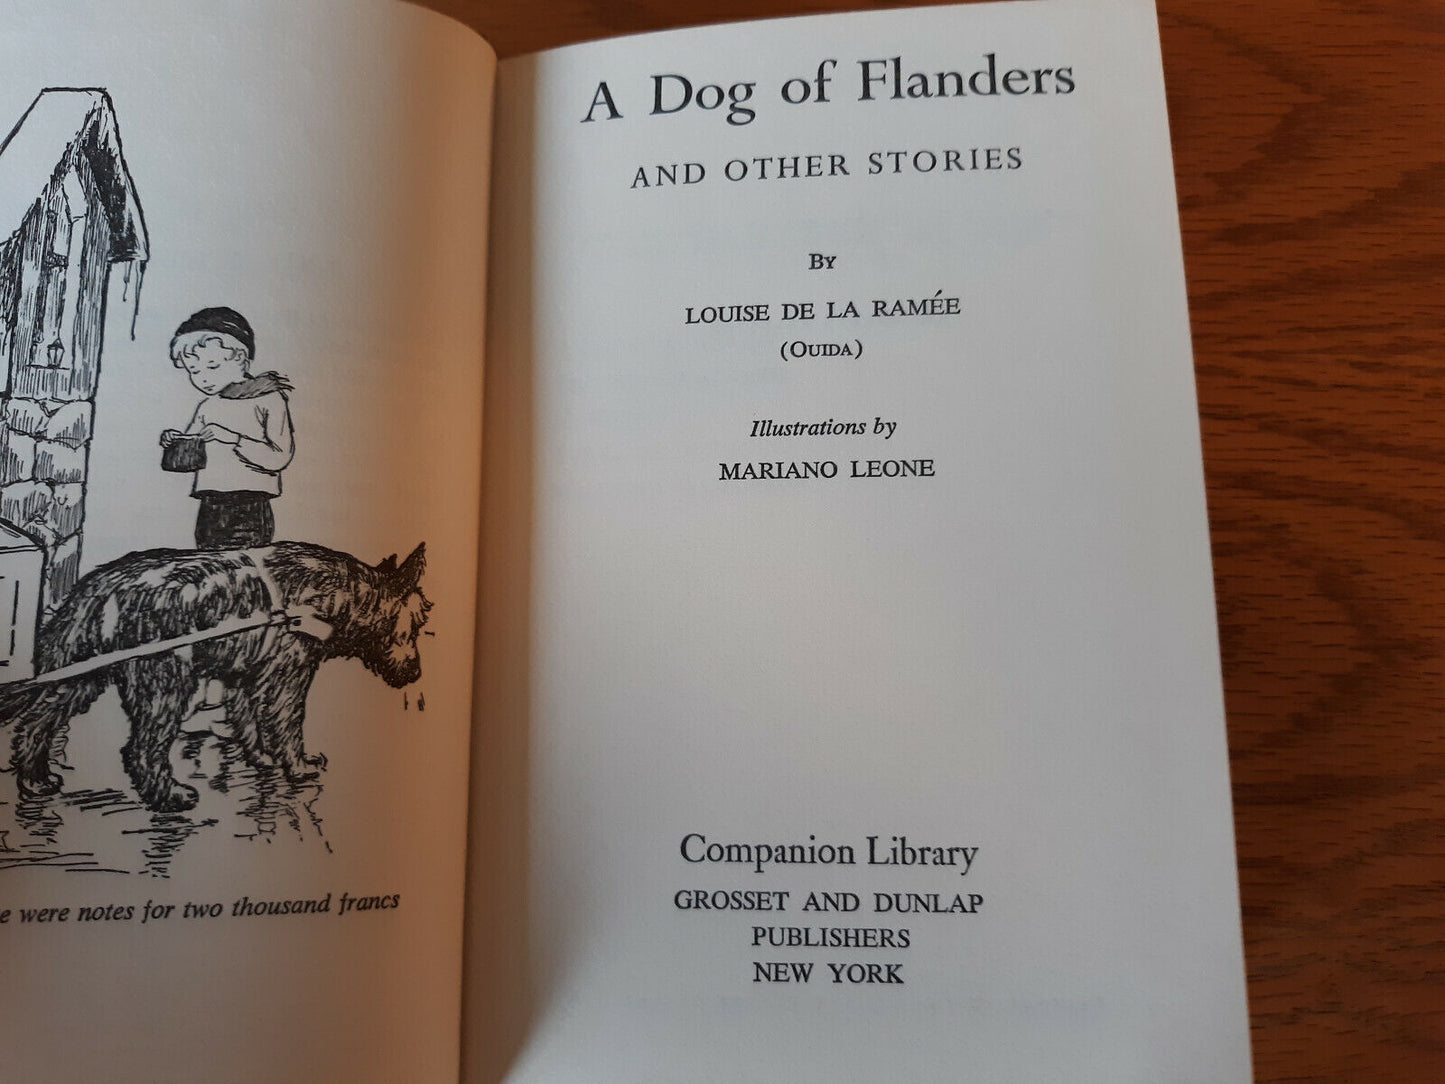 were notes for two thousand francs
A Dog of Flanders
AND OTHER STORIES
By
LOUISE DE LA RAMÉE
(OUIDA)
Illustrations by
MARIANO LEONE
Companion Library
GROSSET AND DUNLAP
PUBLISHERS
NEW YORK